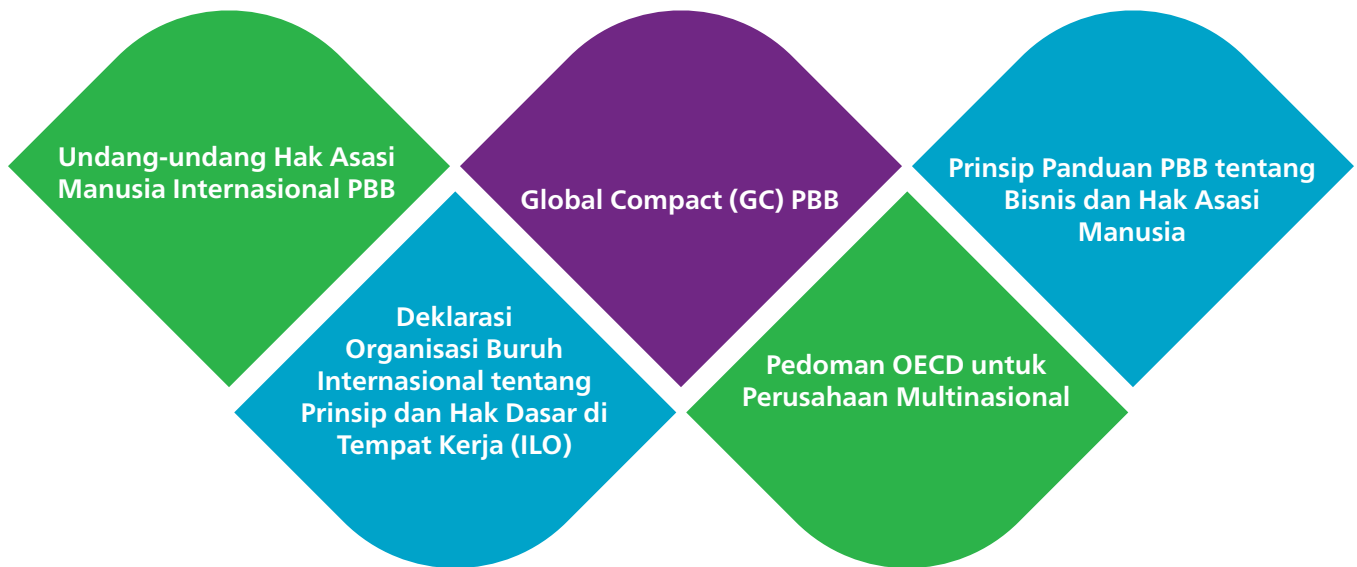 Undang-undang Hak Asasi
Manusia Internasional PBB
Deklarasi
Organisasi Buruh
Internasional tentang
Prinsip dan Hak Dasar di
Tempat Kerja (ILO)
Global Compact (GC) PBB
Pedoman OECD untuk
Perusahaan Multinasional
Prinsip Panduan PBB tentang
Bisnis dan Hak Asasi
Manusia